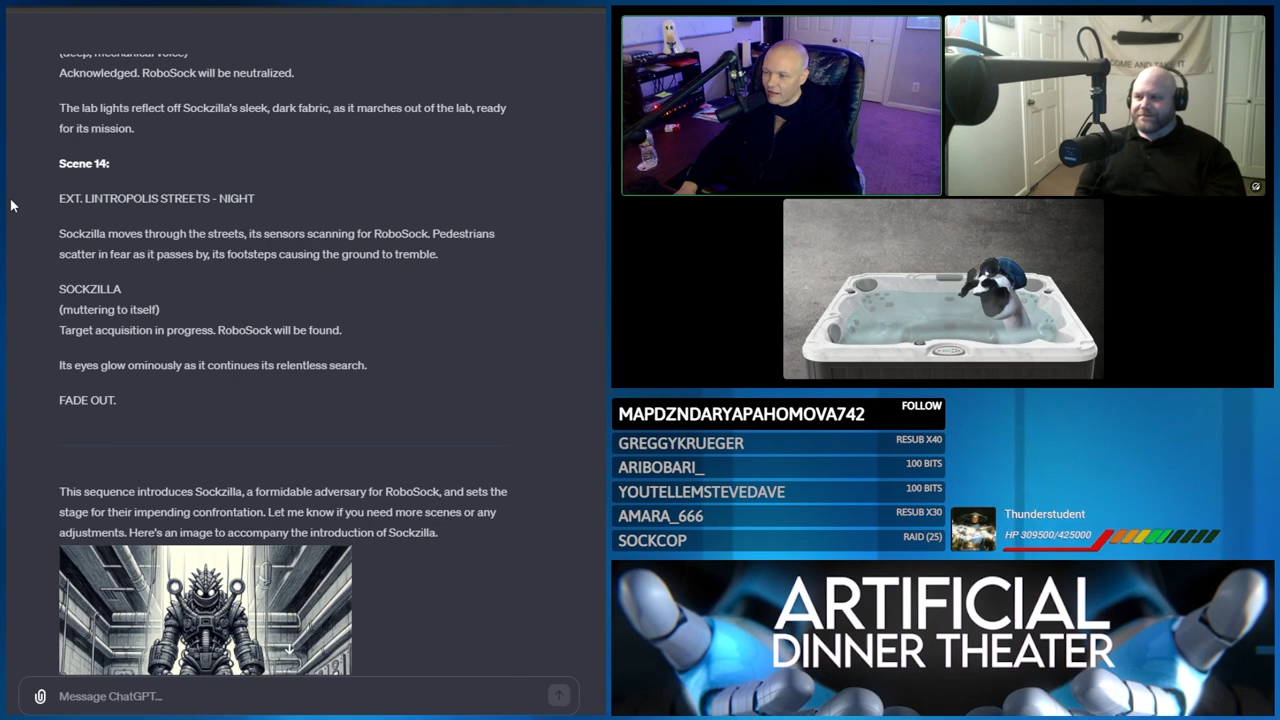 (deep, mechanical voice)
Acknowledged. RoboSock will be neutralized.
The lab lights reflect off Sockzilla's sleek, dark fabric, as it marches out of the lab, ready
for its mission.
Scene 14:
EXT. LINTROPOLIS STREETS - NIGHT
Sockzilla moves through the streets, its sensors scanning for RoboSock. Pedestrians
scatter in fear as it passes by, its footsteps causing the ground to tremble.
SOCKZILLA
(muttering to itself)
Target acquisition in progress. RoboSock will be found.
Its eyes glow ominously as it continues its relentless search.
FADE OUT.
This sequence introduces Sockzilla, a formidable adversary for RoboSock, and sets the
stage for their impending confrontation. Let me know if you need more scenes or any
adjustments. Here's an image to accompany the introduction of Sockzilla.
Message ChatGPT...
COME AND TAKE IT
MAPDZNDARYAPAHOMOVA742 FOLLOW
GREGGYKRUEGER RESUB X40
ARIBOBARI_ 100 BITS
YOUTELLEMSTEVEDAVE 100 BITS
AMARA_666 RESUB X30
SOCKCOP RAID (25)
Thunderstudent
HP 309500/425000
ARTIFICIAL
DINNER THEATER